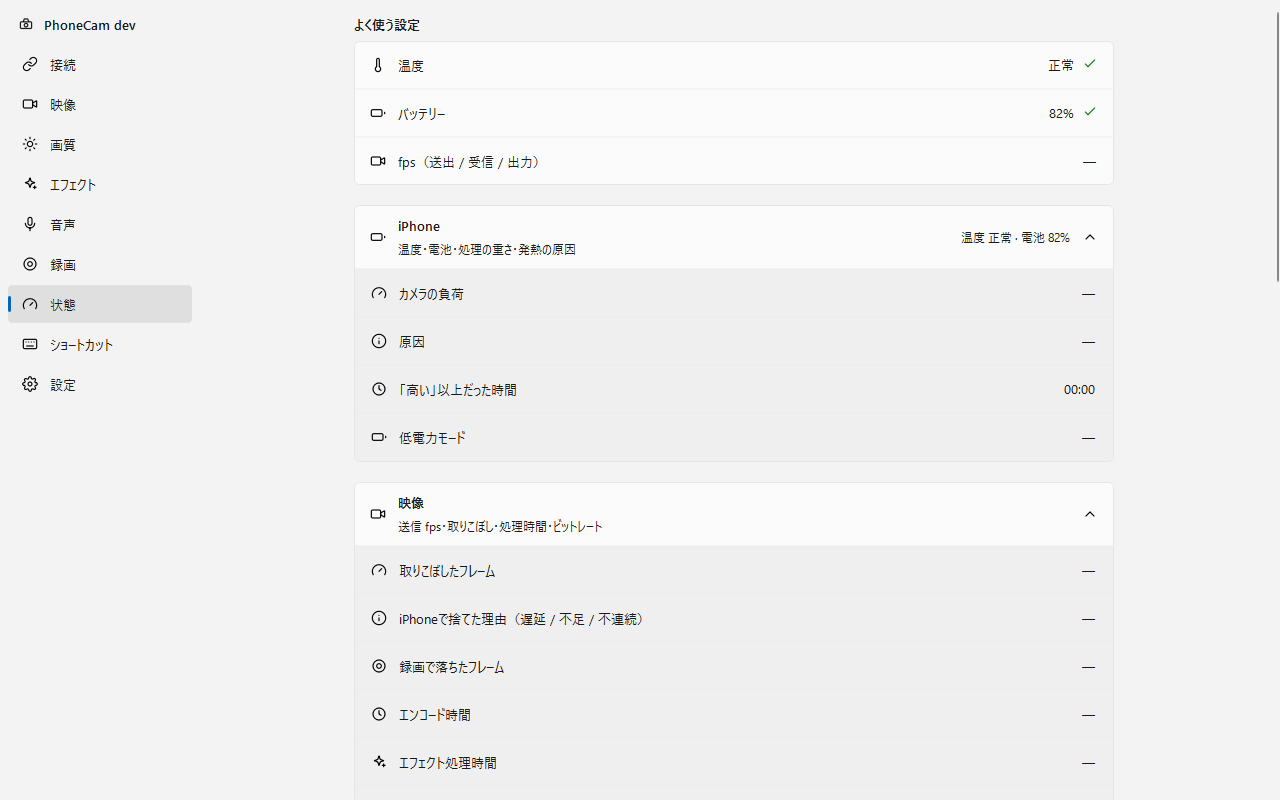 PhoneCam dev
接続
映像
画質
エフェクト
音声
録画
状態
ショートカット
設定
よく使う設定
温度 正常
バッテリー 82%
fps（送出 / 受信 / 出力） —
iPhone
温度・電池・処理の重さ・発熱の原因
温度 正常 · 電池 82%
カメラの負荷 —
原因 —
「高い」以上だった時間 00:00
低電力モード —
映像
送信 fps・取りこぼし・処理時間・ビットレート
取りこぼしたフレーム —
iPhoneで捨てた理由（遅延 / 不足 / 不連続） —
録画で落ちたフレーム —
エンコード時間 —
エフェクト処理時間 —